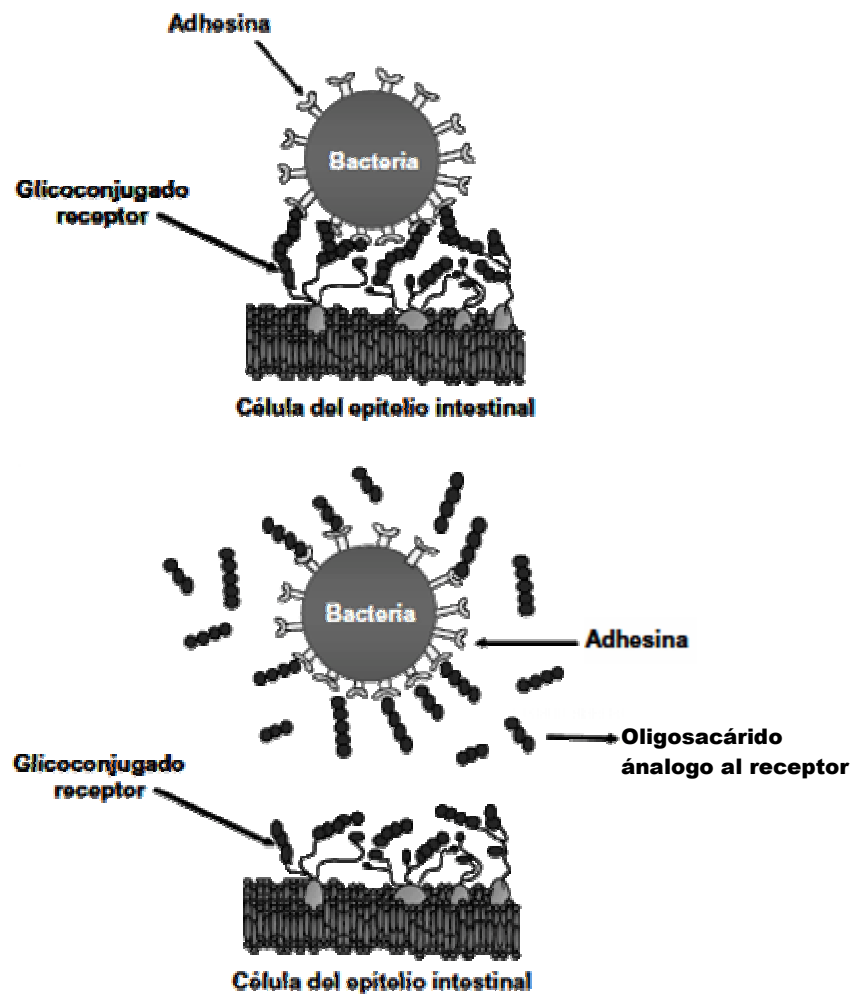 Adhesina
Bacteria
Glicoconjugado
receptor
Célula del epitelio intestinal
Bacteria
Adhesina
Oligosacárido
ánalogo al receptor
Glicoconjugado
receptor
Célula del epitelio intestinal